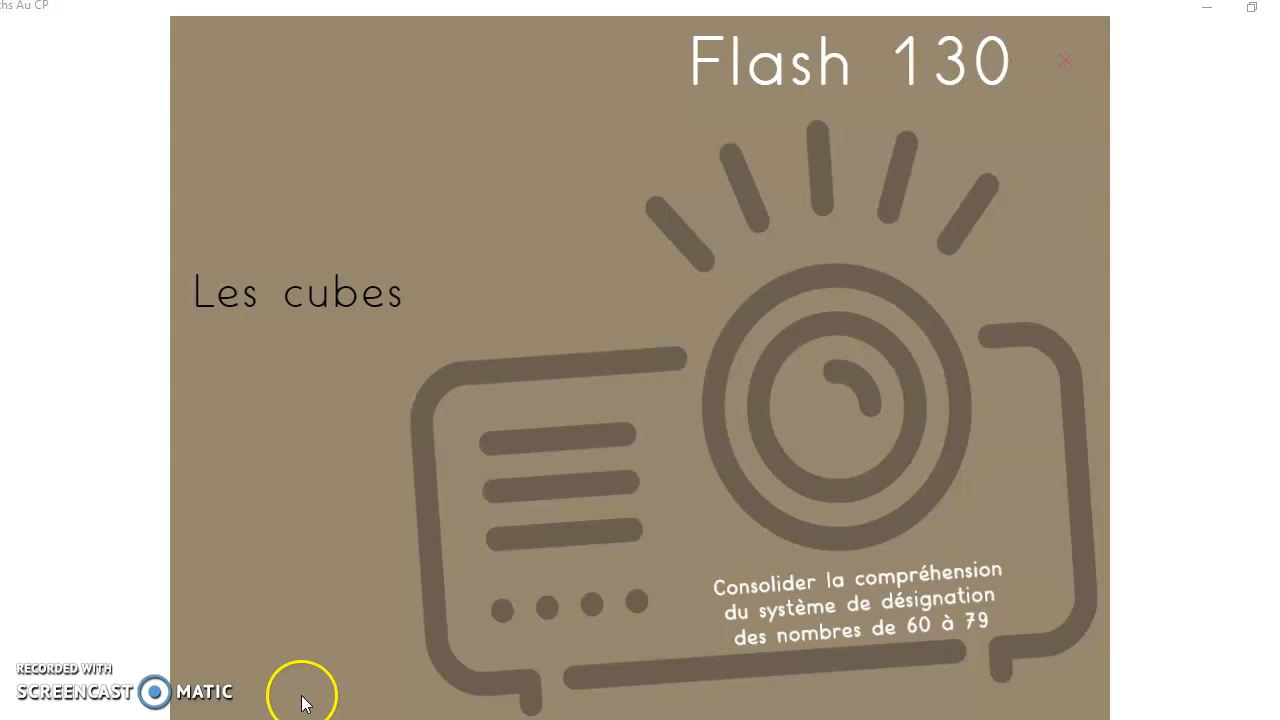 ths Au CP
Flash 130
Les cubes
Consolider la compréhension
du système de désignation
des nombres de 60 à 79
RECORDED WITH
SCREENCAST MATIC